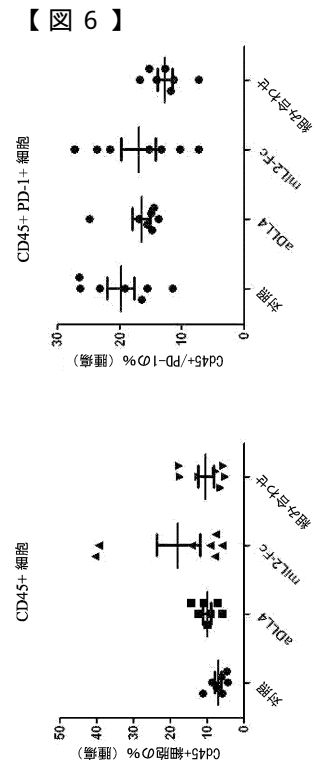 【図６】
CD45+ PD-1+ 細胞
Cd45+/PD-1の%（腫瘍）
30
20
10
0
対照
aDLL4
mIL2-Fc
組み合わせ
CD45+ 細胞
Cd45+細胞の%（腫瘍）
50
40
30
20
10
0
対照
aDLL4
mIL2-Fc
組み合わせ